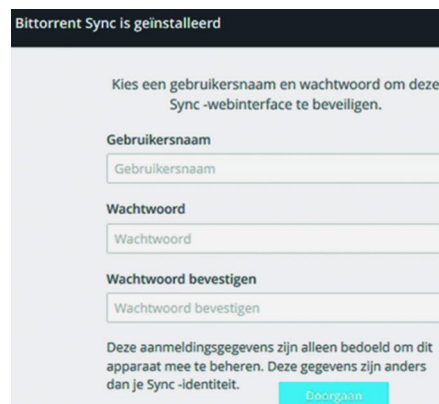 Bittorrent Sync is geïnstalleerd
Kies een gebruikersnaam en wachtwoord om deze
Sync -webinterface te beveiligen.
Gebruikersnaam
Gebruikersnaam
Wachtwoord
Wachtwoord
Wachtwoord bevestigen
Wachtwoord bevestigen
Deze aanmeldingsgegevens zijn alleen bedoeld om dit
apparaat mee te beheren. Deze gegevens zijn anders
dan je Sync -identiteit.
Doorgaan